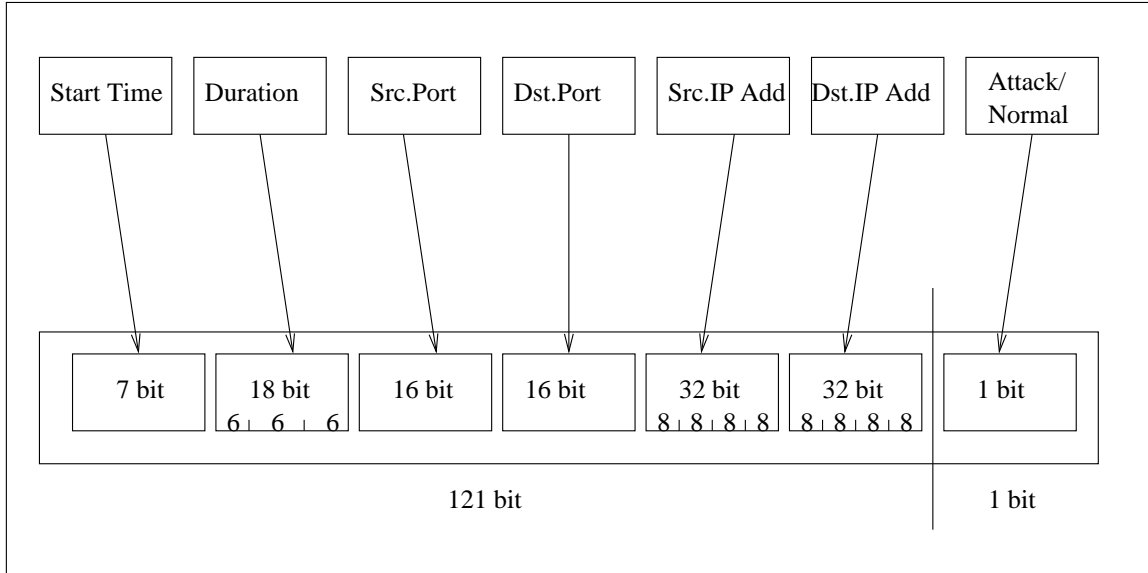 Start Time
Duration
Src.Port
Dst.Port
Src.IP Add
Dst.IP Add
Attack/
Normal
7 bit
18 bit
6 6 6
16 bit
16 bit
32 bit
8 8 8 8
32 bit
8 8 8 8
1 bit
121 bit
1 bit